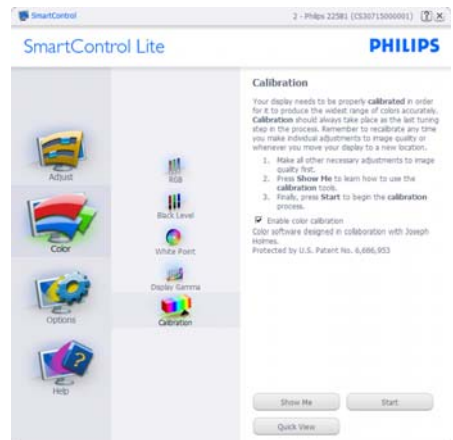 SmartControl
2 - Philips 225B1 (CS30715000001)
SmartControl Lite
PHILIPS
Adjust
Color
Options
Help
RGB
Black Level
White Point
Display Gamma
Calibration
Calibration
Your display needs to be properly calibrated in order
for it to produce the widest range of colors accurately.
Calibration should always take place as the last tuning
step in the process. Remember to recalibrate any time
you make individual adjustments to image quality or
whenever you move your display to a new location.
1. Make all other necessary adjustments to image
quality first.
2. Press Show Me to learn how to use the
calibration tools.
3. Finally, press Start to begin the calibration
process.
Enable color calibration
Color software designed in collaboration with Joseph
Holmes.
Protected by U.S. Patent No. 6,686,953
Show Me
Start
Quick View